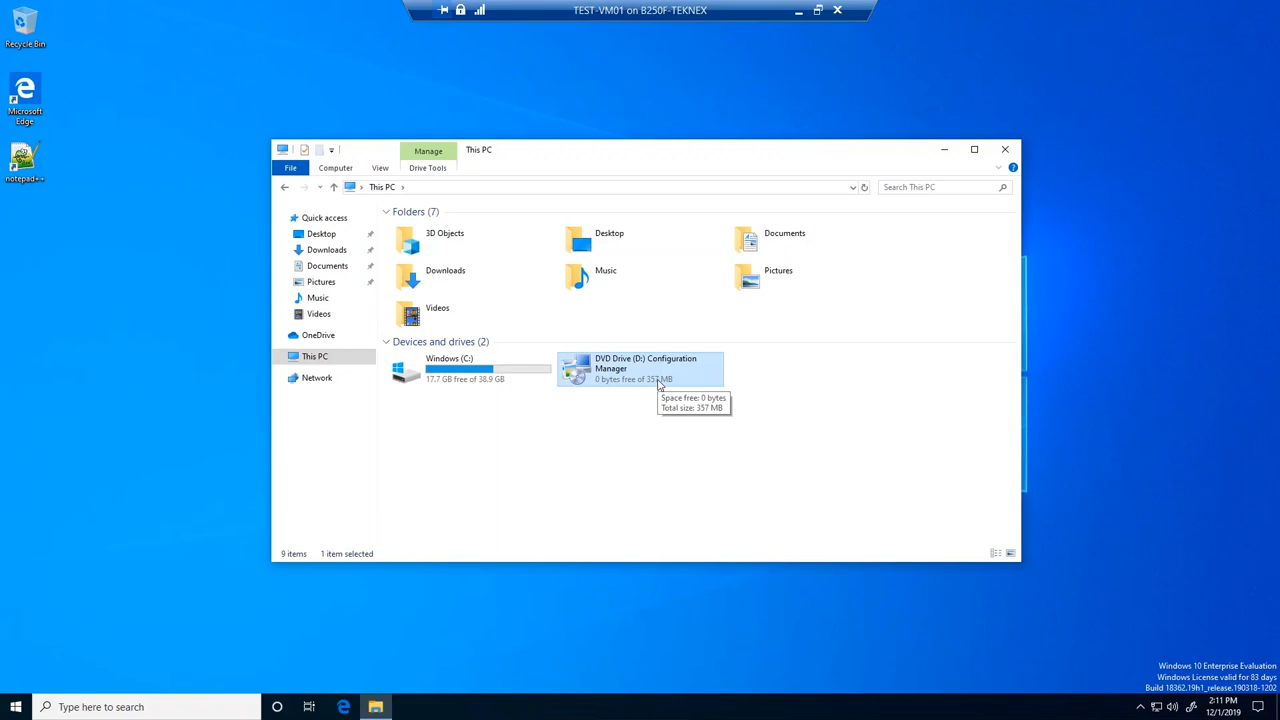 TEST-VM01 on B250F-TEKNEX
Recycle Bin
Microsoft
Edge
notepad++
Manage
This PC
File
Computer
View
Drive Tools
This PC
Search This PC
Quick access
Desktop
Downloads
Documents
Pictures
Music
Videos
OneDrive
This PC
Network
Folders (7)
3D Objects
Desktop
Documents
Downloads
Music
Pictures
Videos
Devices and drives (2)
Windows (C:)
17.7 GB free of 38.9 GB
DVD Drive (D:) Configuration
Manager
0 bytes free of 357 MB
Space free: 0 bytes
Total size: 357 MB
9 items
1 item selected
Windows 10 Enterprise Evaluation
Windows License valid for 83 days
Build 18362.19h1_release.190318-1202
Type here to search
2:11 PM
12/1/2019